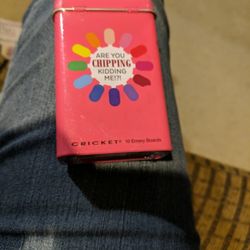 ARE YOU
CHIPPING
KIDDING
ME!?!
CRICKET® 10 Emery Boards